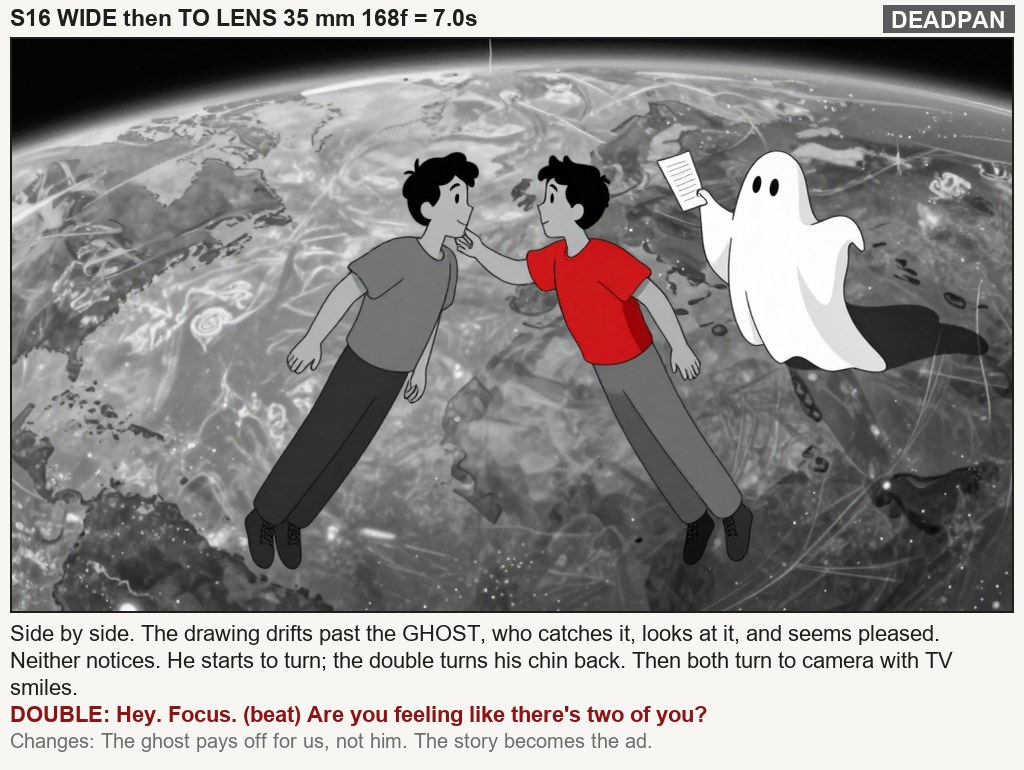 S16 WIDE then TO LENS 35 mm 168f = 7.0s
DEADPAN
Side by side. The drawing drifts past the GHOST, who catches it, looks at it, and seems pleased.
Neither notices. He starts to turn; the double turns his chin back. Then both turn to camera with TV
smiles.
DOUBLE: Hey. Focus. (beat) Are you feeling like there's two of you?
Changes: The ghost pays off for us, not him. The story becomes the ad.